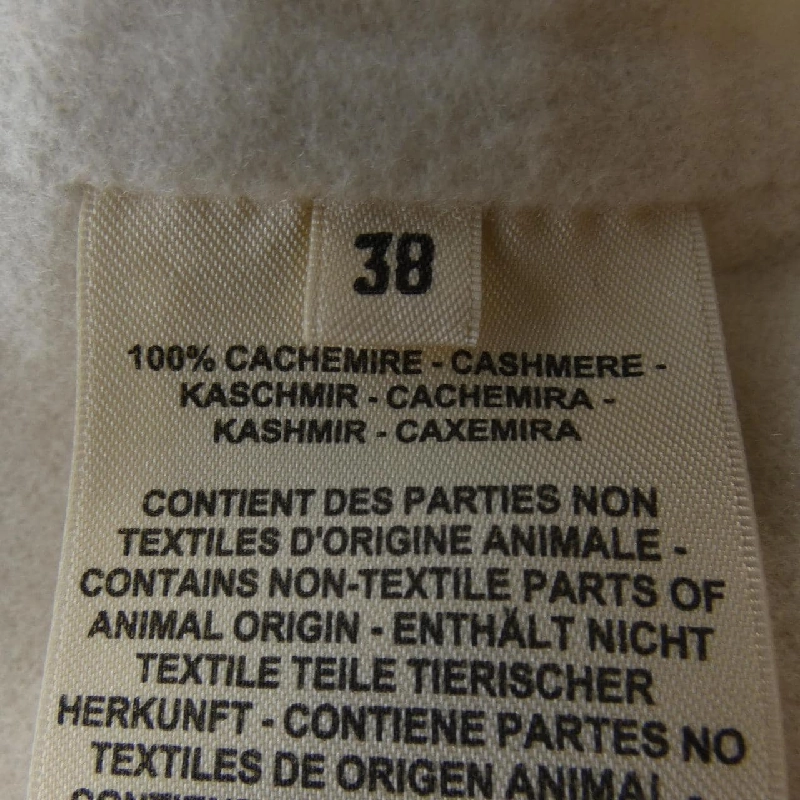 38
100% CACHEMIRE - CASHMERE -
KASCHMIR - CACHEMIRA -
KASHMIR - CAXEMIRA
CONTIENT DES PARTIES NON
TEXTILES D'ORIGINE ANIMALE -
CONTAINS NON-TEXTILE PARTS OF
ANIMAL ORIGIN - ENTHÄLT NICHT
TEXTILE TEILE TIERISCHER
HERKUNFT - CONTIENE PARTES NO
TEXTILES DE ORIGEN ANIMAL -